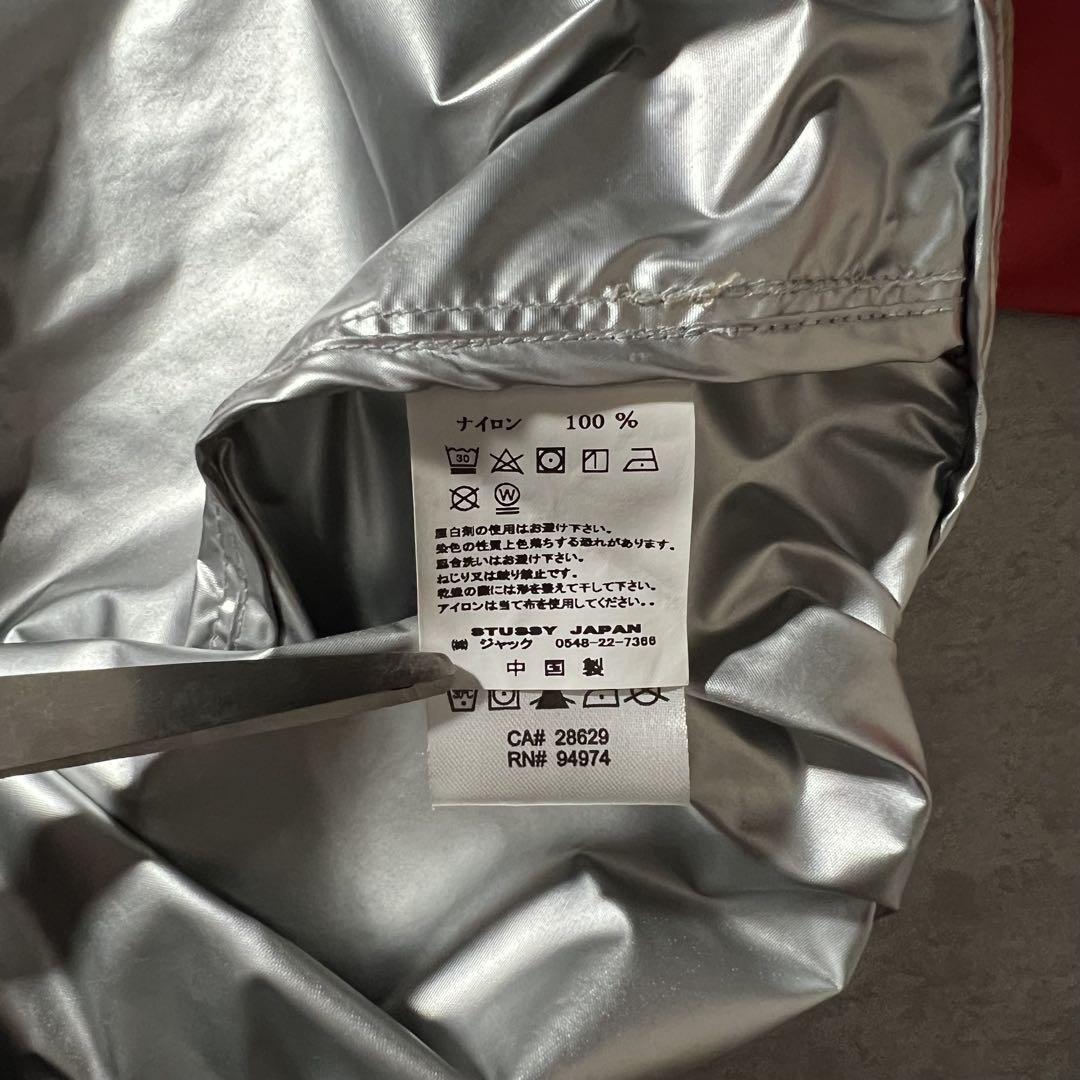 ナイロン 100 %
30
W
蛍白剤の使用はお避け下さい。
染色の性質上色落ちする恐れがあります。
混合洗いはお避け下さい。
ねじり又は絞り禁止です。
乾燥の際には形を整えて干して下さい。
アイロンは当て布を使用してください。。
STUSSY JAPAN
㈱ ジャック 0548-22-7366
中国製
CA# 28629
RN# 94974